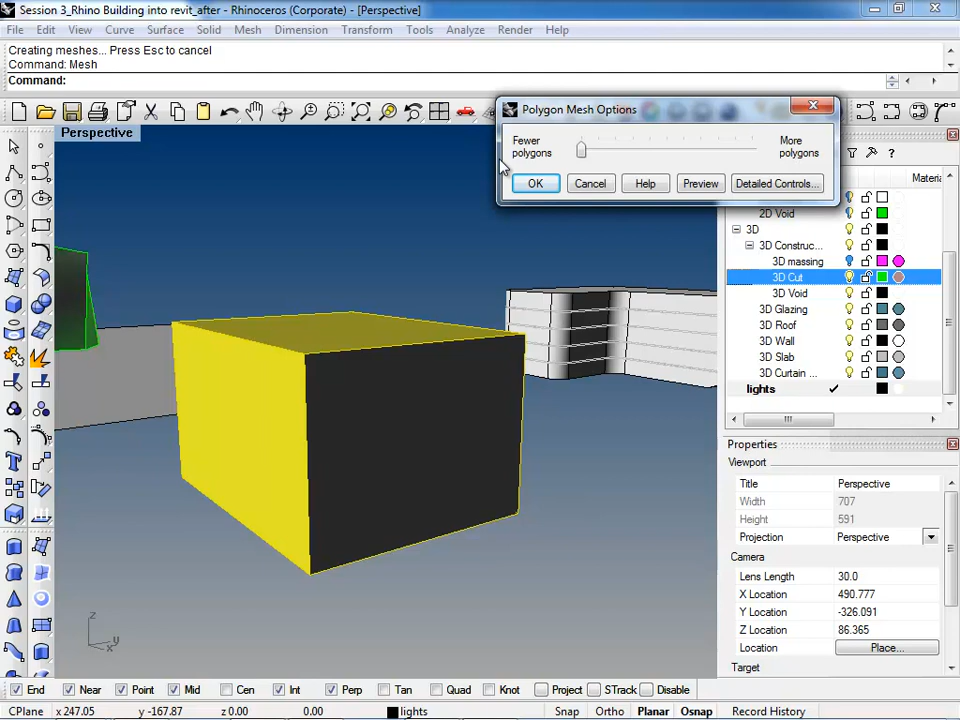 Session 3_Rhino Building into revit_after - Rhinoceros (Corporate) - [Perspective]
File Edit View Curve Surface Solid Mesh Dimension Transform Tools Analyze Render Help
Creating meshes... Press Esc to cancel
Command: Mesh
Command:
Perspective
Polygon Mesh Options
Fewer polygons
More polygons
OK Cancel Help Preview Detailed Controls...
Materi
2D Void
3D
3D Construc...
3D massing
3D Cut
3D Void
3D Glazing
3D Roof
3D Wall
3D Slab
3D Curtain ...
lights
Properties
Viewport
Title Perspective
Width 707
Height 591
Projection Perspective
Camera
Lens Length 30.0
X Location 490.777
Y Location -326.091
Z Location 86.365
Location Place...
Target
z
y
x
End Near Point Mid Cen Int Perp Tan Quad Knot Project STrack Disable
CPlane x 247.05 y -167.87 z 0.00 0.00 lights Snap Ortho Planar Osnap Record History